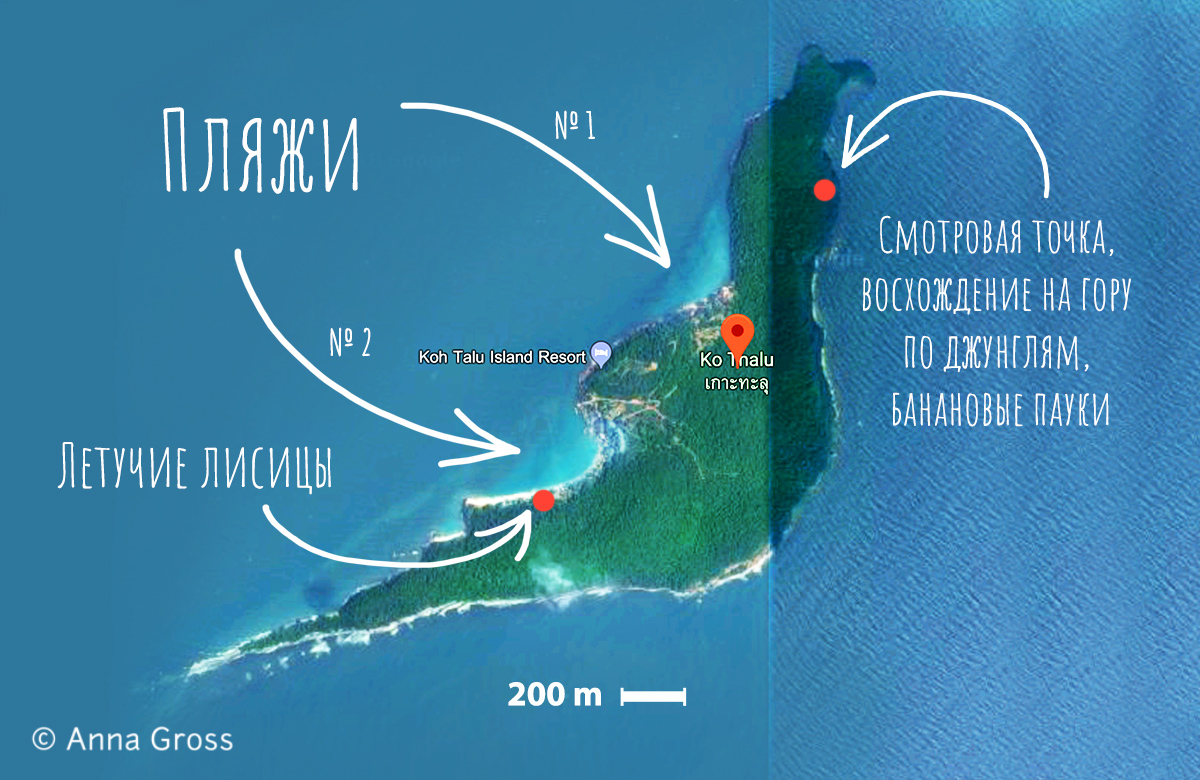 Пляжи
№ 1
№ 2
Смотровая точка,
восхождение на гору
по джунглям,
банановые пауки
Koh Talu Island Resort
Ko Thalu
เกาะทะลุ
Летучие лисицы
200 m
© Anna Gross